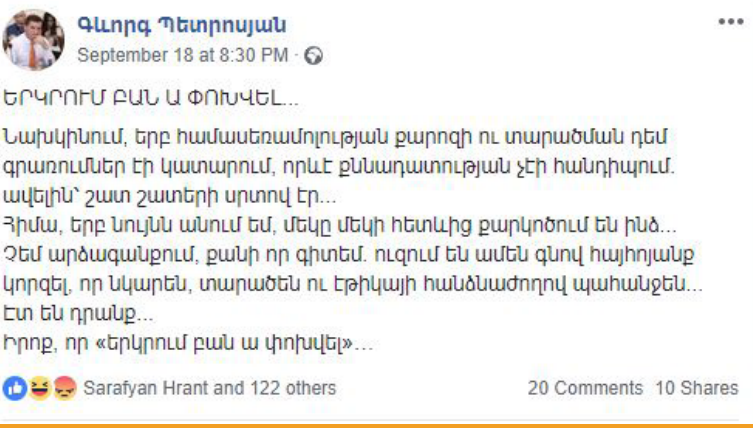 Գևորգ Պետրոսյան
September 18 at 8:30 PM ·
ԵՐԿՐՈՒՄ ԲԱՆ Ա ՓՈԽՎԵԼ...
Նախկինում, երբ համասեռամոլության քարոզի ու տարածման դեմ
գրառումներ էի կատարում, որևէ քննադատության չէի հանդիպում.
ավելին՝ շատ շատերի սրտով էր...
Հիմա, երբ նույնն անում եմ, մեկը մեկի հետևից քարկոծում են ինձ...
Չեմ արձագանքում, քանի որ գիտեմ. ուզում են ամեն գնով հայհոյանք
կորզել, որ նկարեն, տարածեն ու էթիկայի հանձնաժողով պահանջեն...
Էտ են դրանք...
Իրոք, որ «երկրում բան ա փոխվել»...
Sarafyan Hrant and 122 others 20 Comments 10 Shares